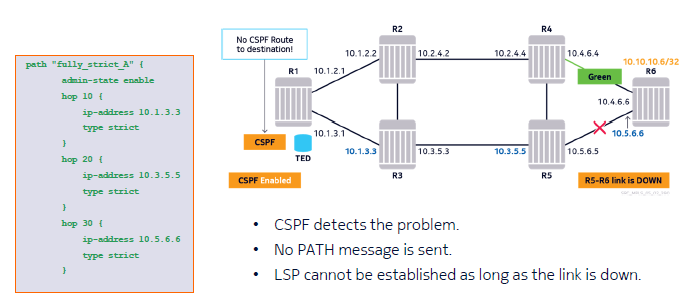 path "fully_strict_A" {
admin-state enable
hop 10 {
ip-address 10.1.3.3
type strict
}
hop 20 {
ip-address 10.3.5.5
type strict
}
hop 30 {
ip-address 10.5.6.6
type strict
}
No CSPF Route
to destination!
R2
R4
10.1.2.2
10.2.4.2
10.2.4.4
10.4.6.4
10.10.10.6/32
R1
10.1.2.1
Green
R6
10.4.6.6
10.1.3.1
CSPF
TED
10.5.6.6
10.1.3.3
10.3.5.3
10.3.5.5
10.5.6.5
CSPF Enabled
R3
R5
R5-R6 link is DOWN
• CSPF detects the problem.
• No PATH message is sent.
• LSP cannot be established as long as the link is down.